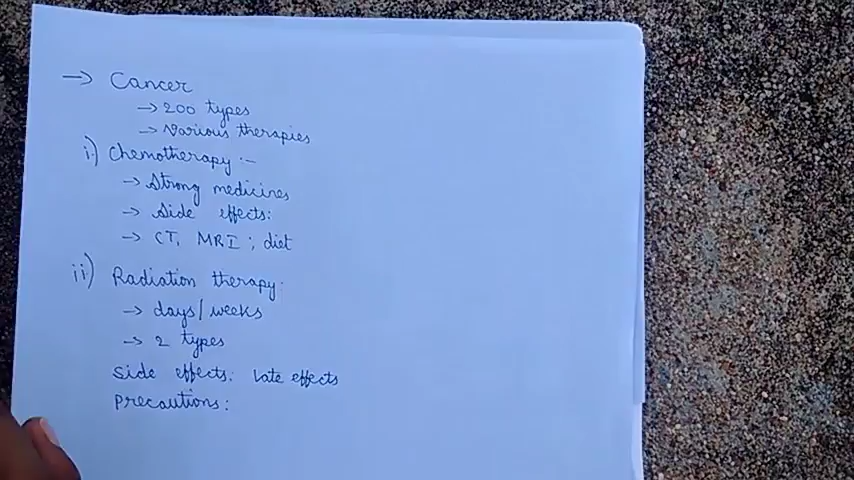 → Cancer
→ 200 types
→ Various therapies
i.) Chemotherapy :-
→ Strong medicines
→ Side effects:
→ CT, MRI ; diet
ii) Radiation therapy:
→ days/weeks
→ 2 types
Side effects: Late effects
Precautions: